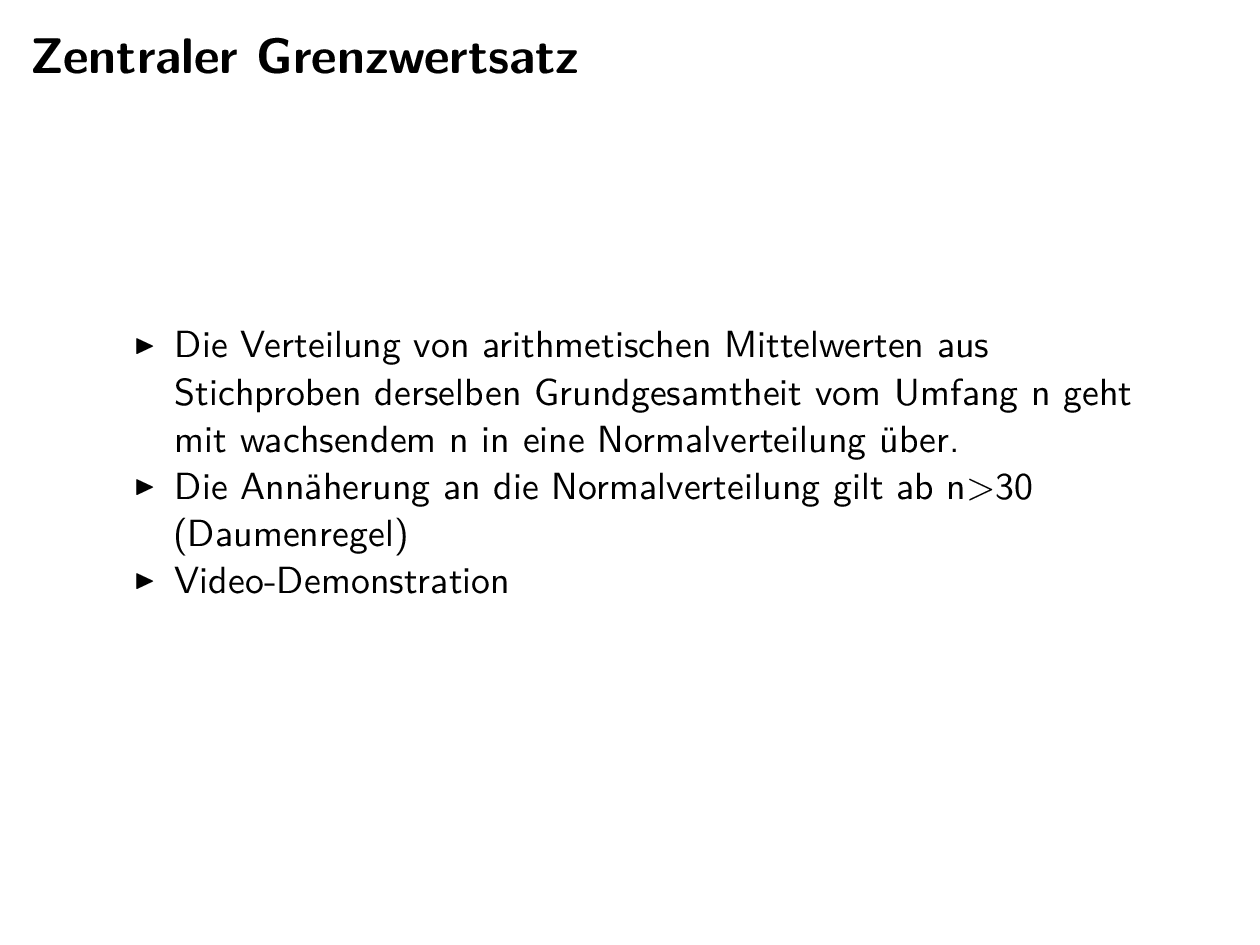 Zentraler Grenzwertsatz
▶ Die Verteilung von arithmetischen Mittelwerten aus
Stichproben derselben Grundgesamtheit vom Umfang n geht
mit wachsendem n in eine Normalverteilung über.
▶ Die Annäherung an die Normalverteilung gilt ab n>30
(Daumenregel)
▶ Video-Demonstration